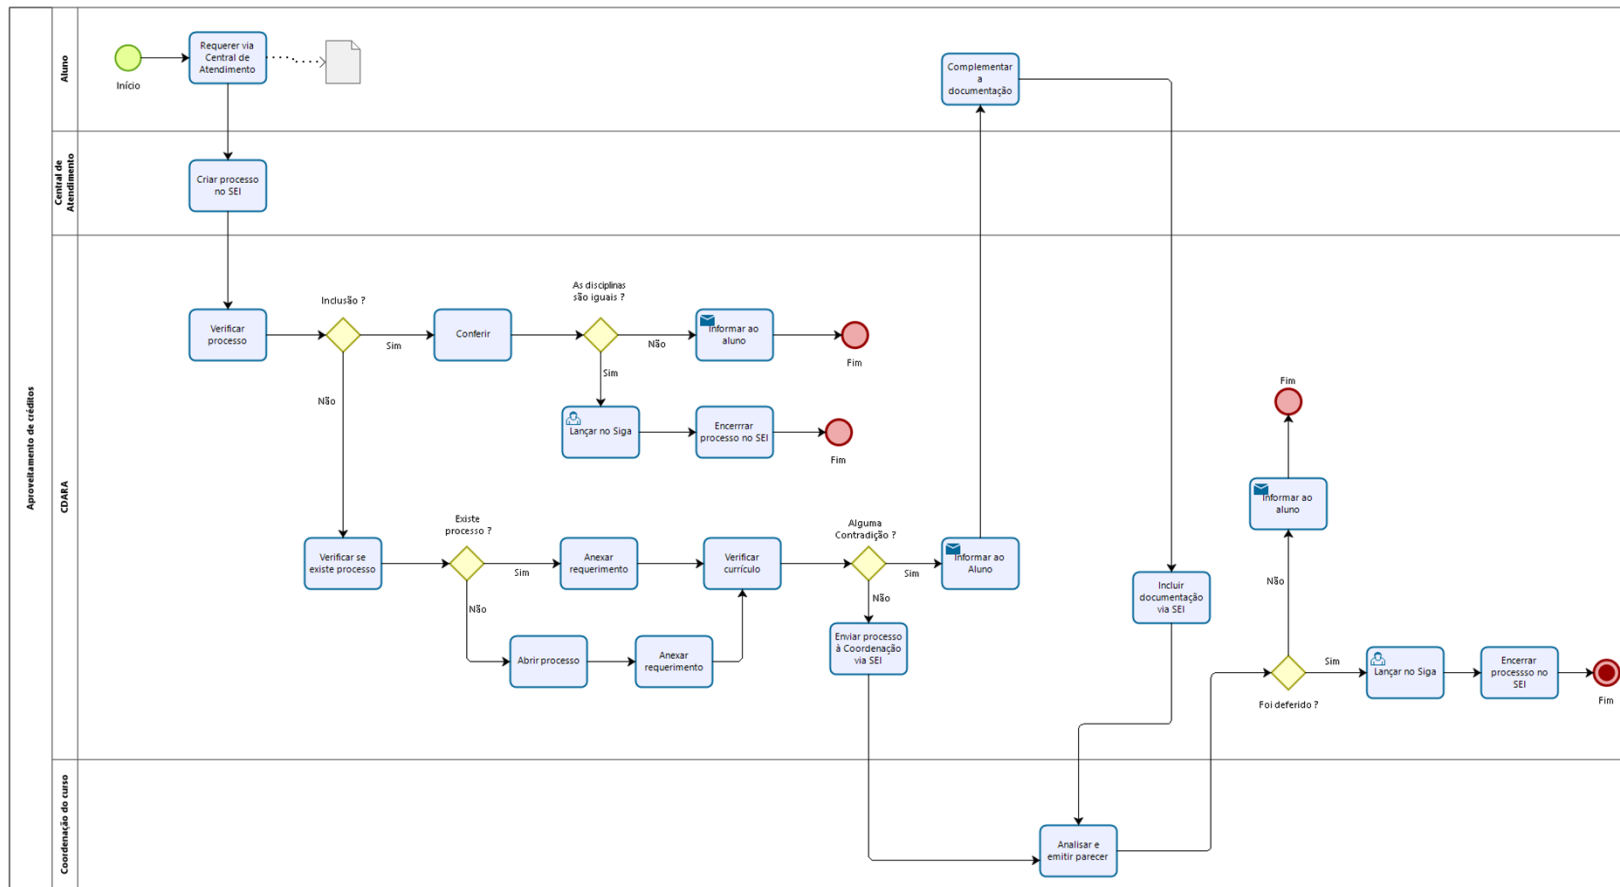 Aproveitamento de créditos
Aluno
Início
Requerer via
Central de
Atendimento
Complementar
a
documentação
Central de
Atendimento
Criar processo
no SEI
CDARA
Verificar
processo
Inclusão ?
Sim
Não
Conferir
As disciplinas
são iguais ?
Não
Sim
Informar ao
aluno
Fim
Lançar no Siga
Encerrrar
processo no SEI
Fim
Verificar se
existe processo
Existe
processo ?
Sim
Não
Anexar
requerimento
Abrir processo
Anexar
requerimento
Verificar
currículo
Alguma
Contradição ?
Sim
Não
Informar ao
Aluno
Enviar processo
à Coordenação
via SEI
Incluir
documentação
via SEI
Fim
Informar ao
aluno
Não
Foi deferido ?
Sim
Lançar no Siga
Encerrar
processso no
SEI
Fim
Coordenação do curso
Analisar e
emitir parecer